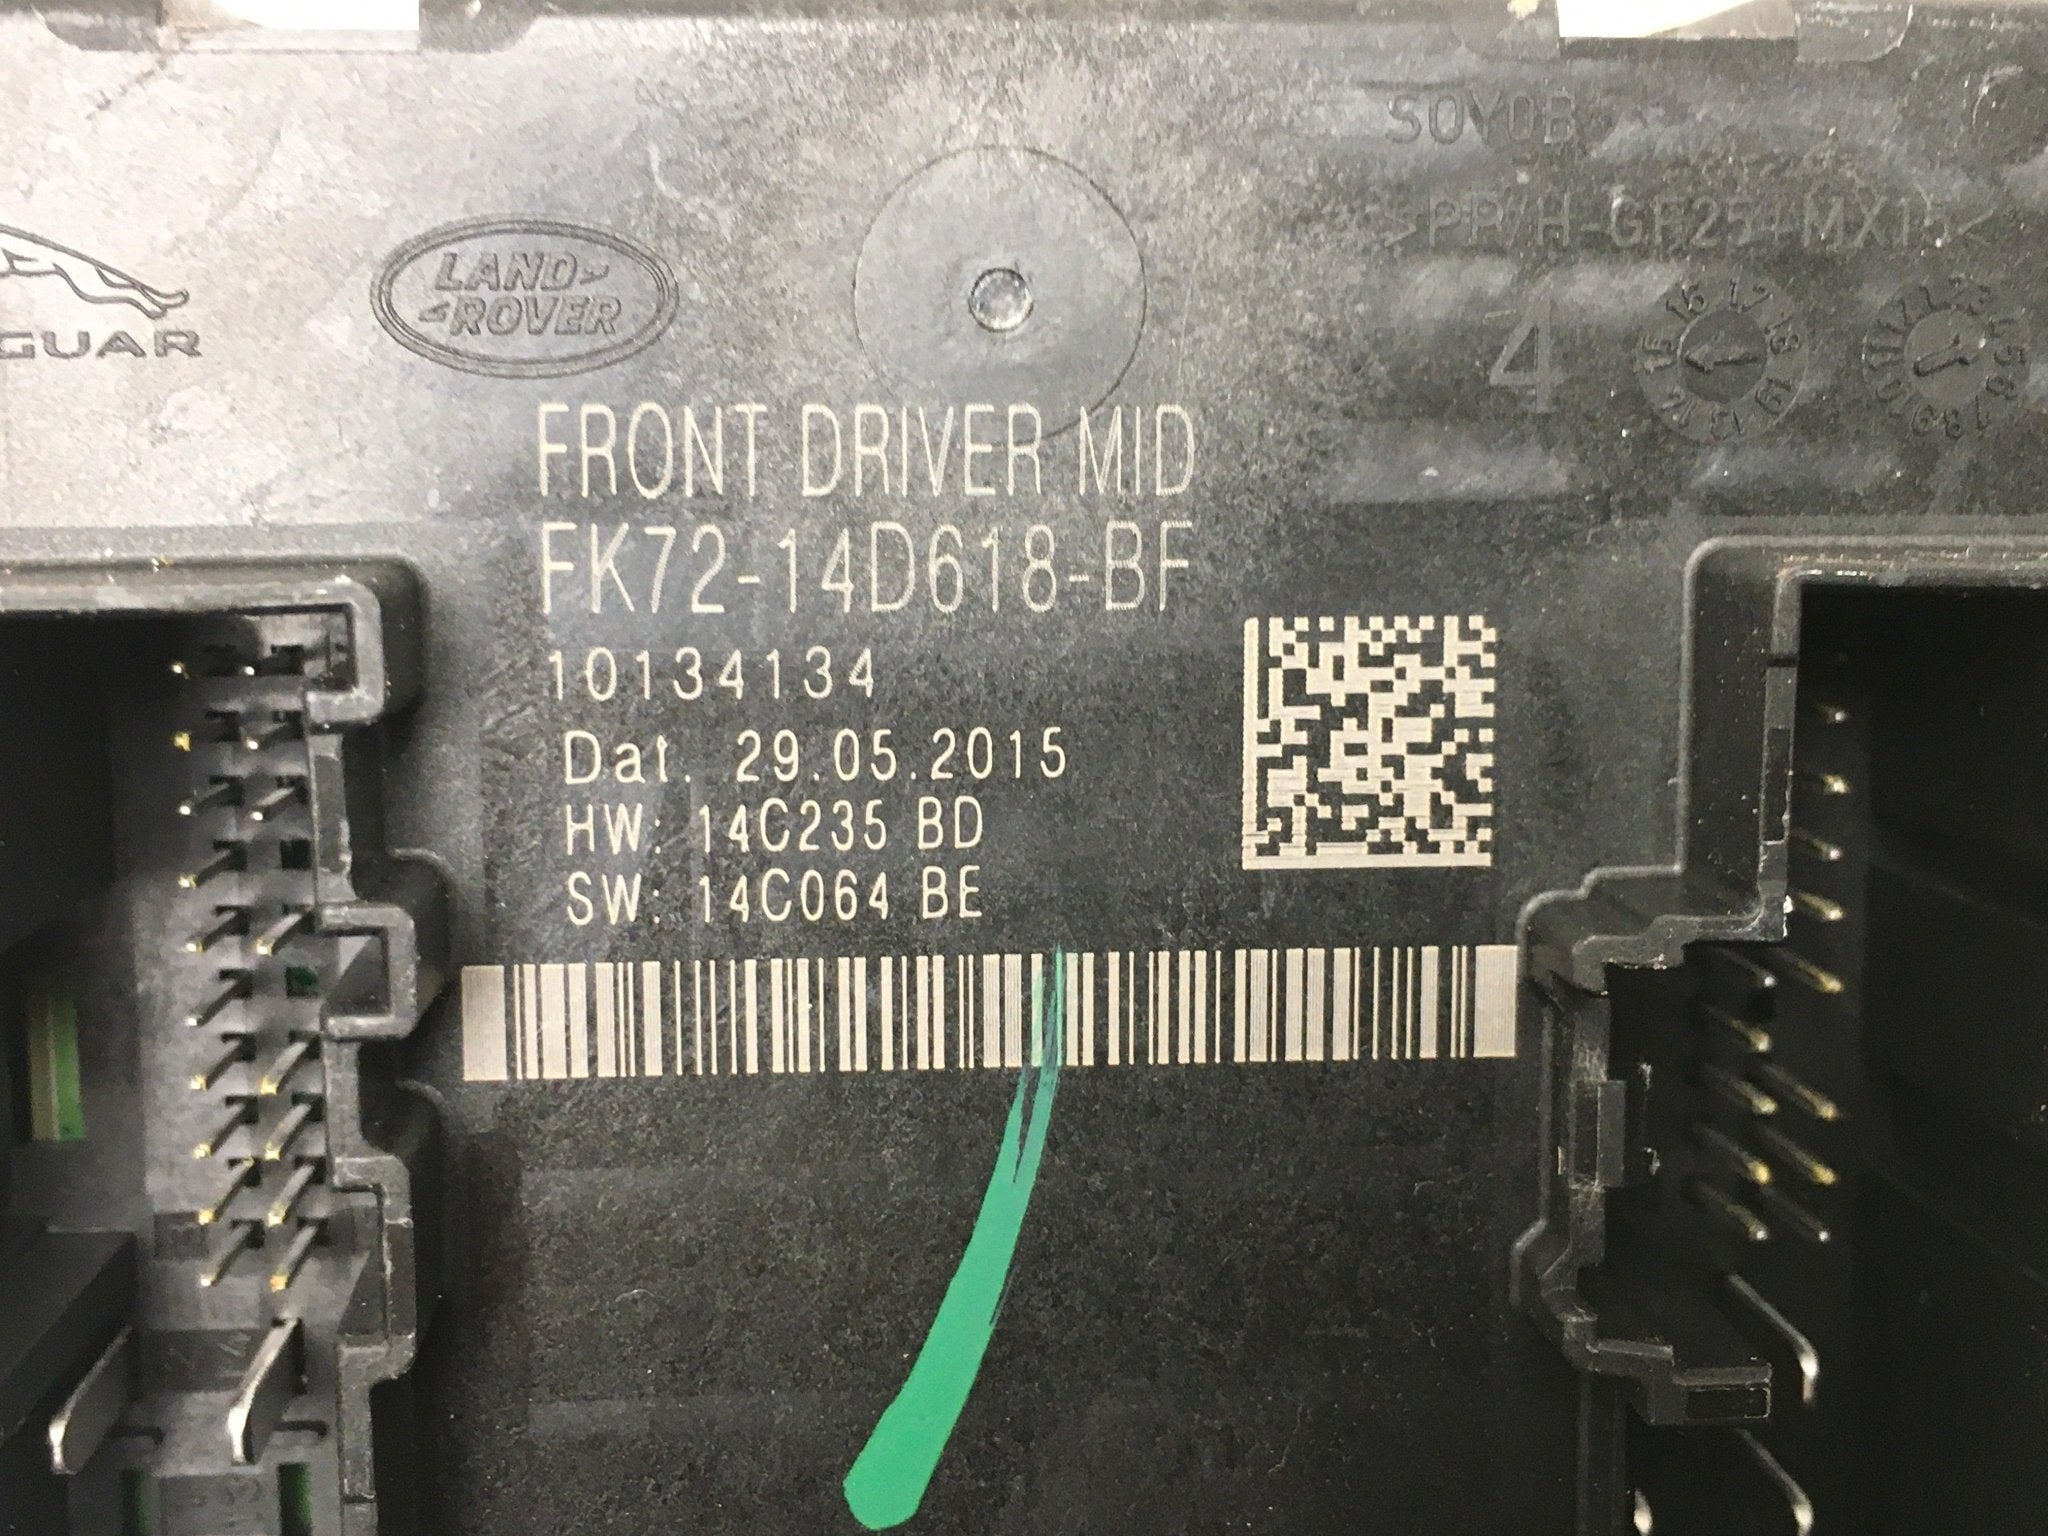 SOYOB
GUAR
LAND
ROVER
4
FRONT DRIVER MID
FK72-14D618-BF
10134134
Dat. 29.05.2015
HW: 14C235 BD
SW: 14C064 BE